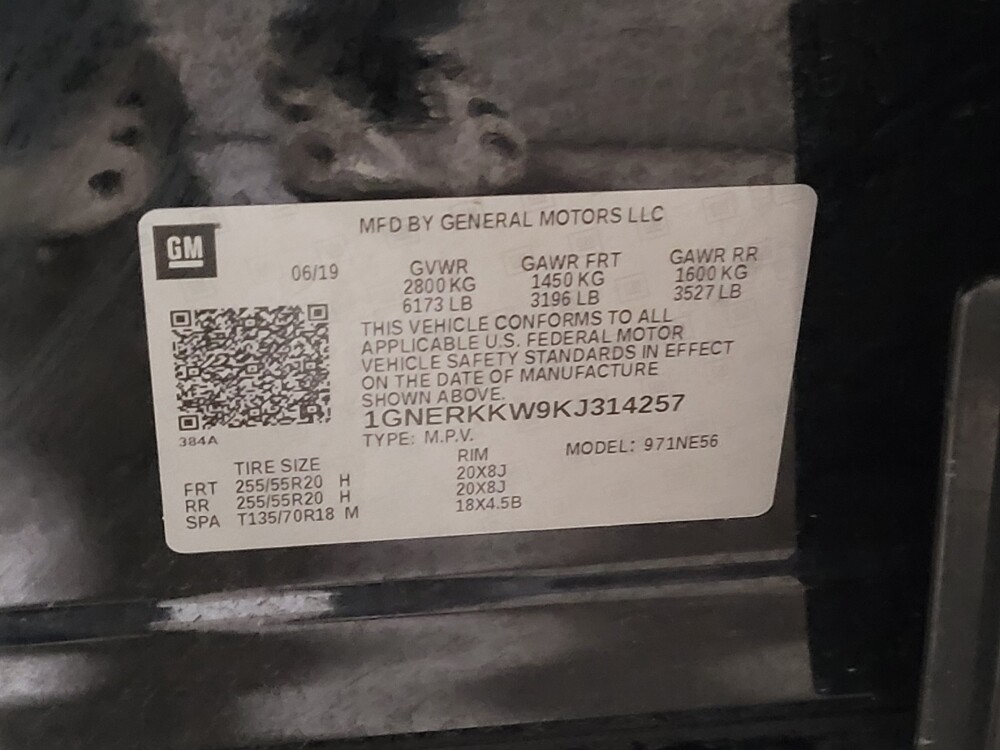 MFD BY GENERAL MOTORS LLC
GM
06/19
GVWR GAWR FRT GAWR RR
2800 KG 1450 KG 1600 KG
6173 LB 3196 LB 3527 LB
THIS VEHICLE CONFORMS TO ALL
APPLICABLE U.S. FEDERAL MOTOR
VEHICLE SAFETY STANDARDS IN EFFECT
ON THE DATE OF MANUFACTURE
SHOWN ABOVE.
1GNERKKW9KJ314257
384A
TYPE: M.P.V. MODEL: 971NE56
TIRE SIZE RIM
FRT 255/55R20 H 20X8J
RR 255/55R20 H 20X8J
SPA T135/70R18 M 18X4.5B